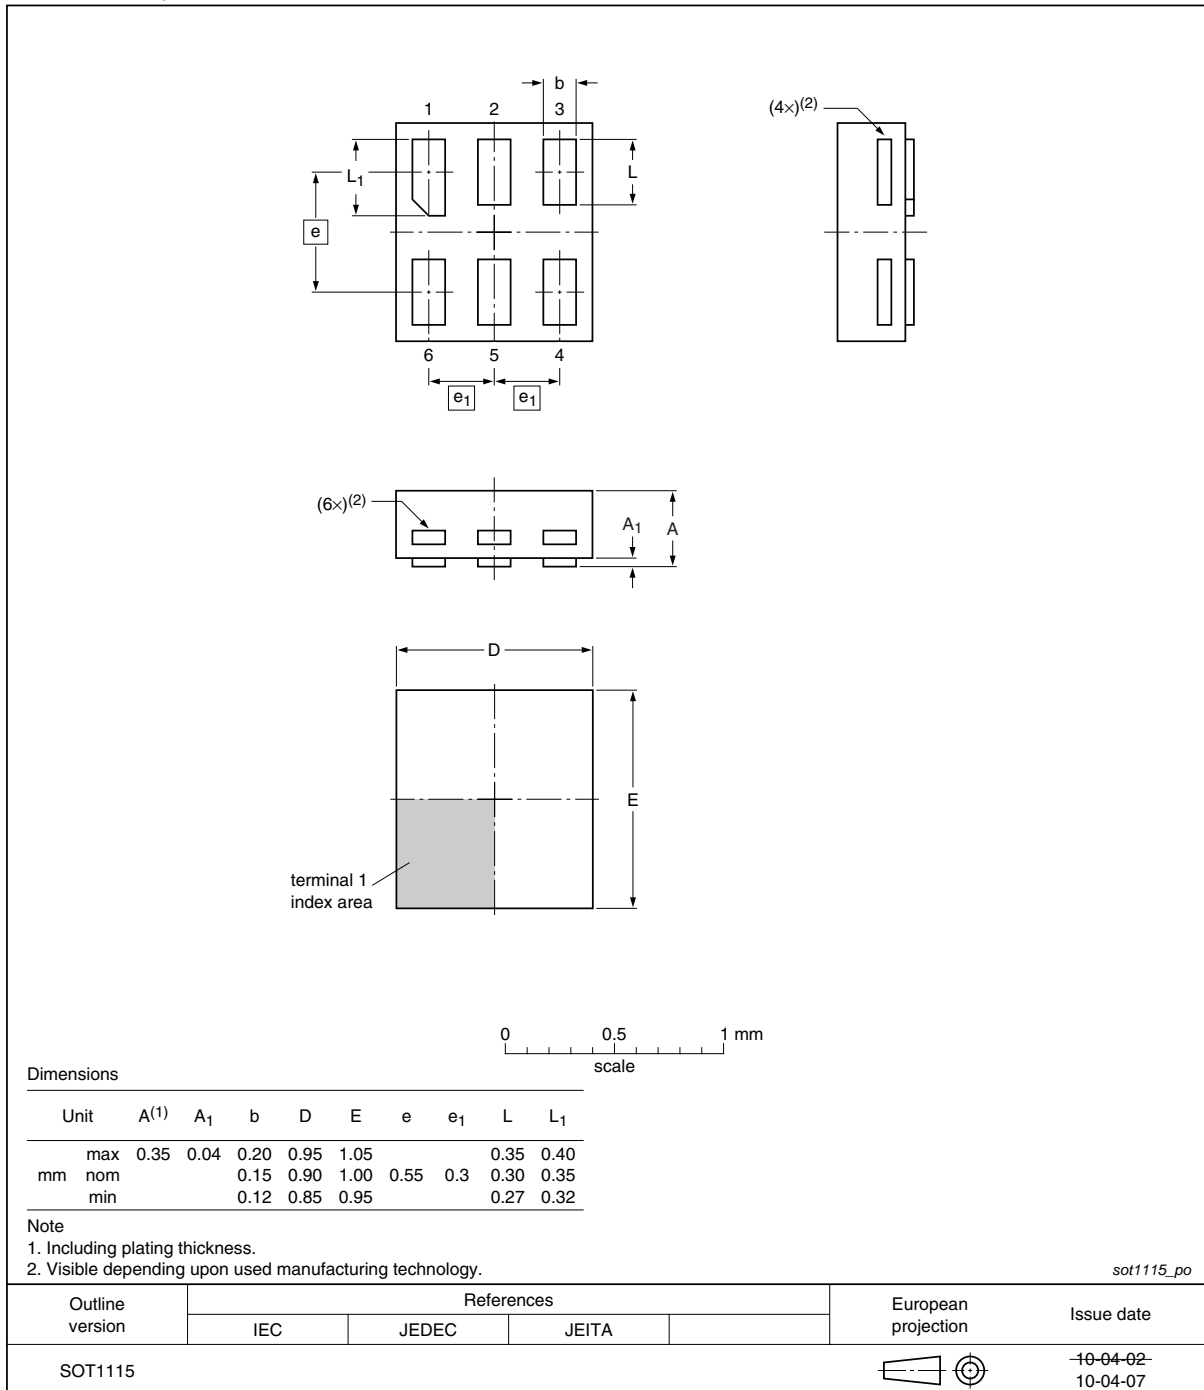 b
1 2 3
(4×)(2)
L1
L
e
6 5 4
e1 e1
(6×)(2)
A1 A
D
E
terminal 1
index area
0 0.5 1 mm
scale
Dimensions
Unit A(1) A1 b D E e e1 L L1
max 0.35 0.04 0.20 0.95 1.05 0.35 0.40
mm nom 0.15 0.90 1.00 0.55 0.3 0.30 0.35
min 0.12 0.85 0.95 0.27 0.32
Note
1. Including plating thickness.
2. Visible depending upon used manufacturing technology.
sot1115_po
Outline version References European projection Issue date
IEC JEDEC JEITA
SOT1115 10-04-02
10-04-07